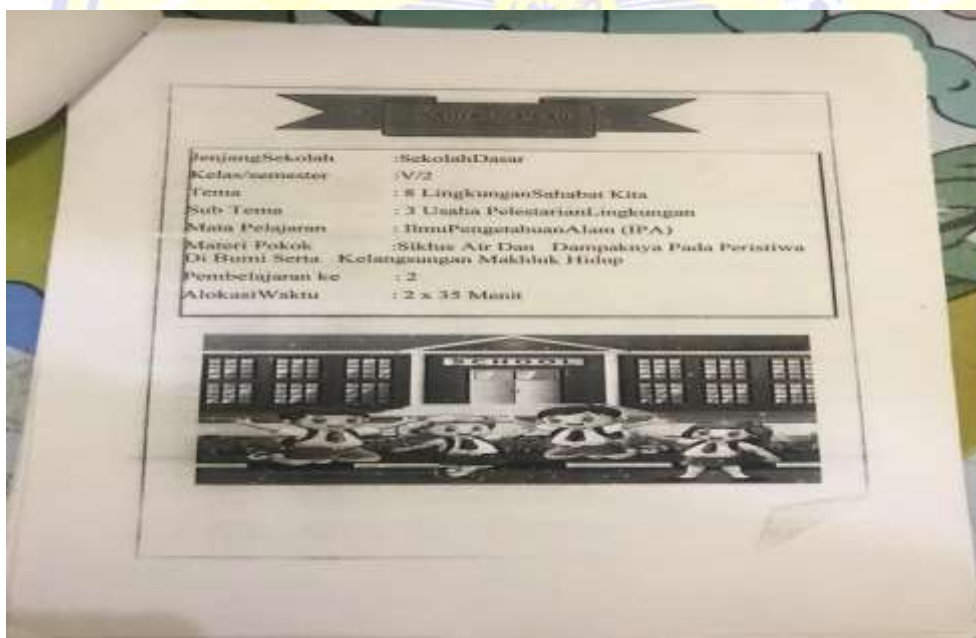 JenjangSekolah :SekolahDasar
Kelas/semester :V/2
Tema : 8 LingkunganSahabat Kita
Sub Tema : 3 Usaha PelestarianLingkungan
Mata Pelajaran : IlmuPengetahuanAlam (IPA)
Materi Pokok :Siklus Air Dan Dampaknya Pada Peristiwa
Di Bumi Serta Kelangsungan Makhluk Hidup
Pembelajaran ke : 2
AlokasiWaktu : 2 x 35 Menit
SCHOOL